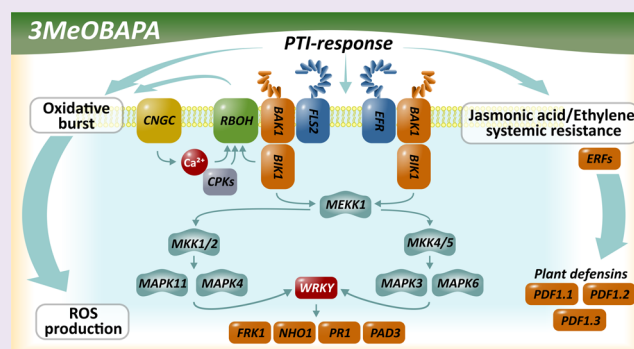 3MeOBAPA
PTI-response
Oxidative
burst
CNGC
RBOH
BAK1
FLS2
EFR
BAK1
Jasmonic acid/Ethylene
systemic resistance
Ca²⁺
CPKs
BIK1
BIK1
ERFs
MEKK1
MKK1/2
MKK4/5
MAPK11
MAPK4
WRKY
MAPK3
MAPK6
Plant defensins
PDF1.1
PDF1.2
PDF1.3
ROS
production
FRK1
NHO1
PR1
PAD3